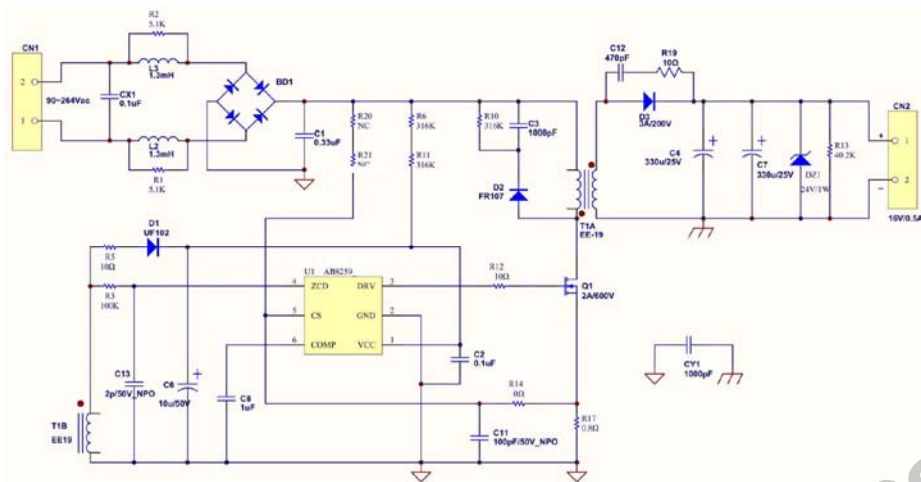 R2
5.1K
CN1
L3
1.3mH
BD1
2
90~264Vac
CX1
0.1uF
1
L2
1.3mH
R1
5.1K
C1
0.33uF
R20
NC
R21
NC
R6
316K
R11
316K
R10
316K
C3
1000pF
D2
FR107
T1A
EE-19
C12
470pF
R19
10Ω
D3
3A/200V
C4
330u/25V
C7
330u/25V
DZ1
24V/1W
R13
40.2K
CN2
+
1
-
2
16V/0.5A
D1
UF102
R5
10Ω
R3
100K
U1
AB8259
4
ZCD
DRV
3
5
CS
GND
2
6
COMP
VCC
1
R12
10Ω
Q1
2A/600V
C2
0.1uF
C13
2p/50V_NPO
C6
10u/50V
C8
1uF
R14
0Ω
R17
0.8Ω
C11
100pF/50V_NPO
T1B
EE19
CY1
1000pF